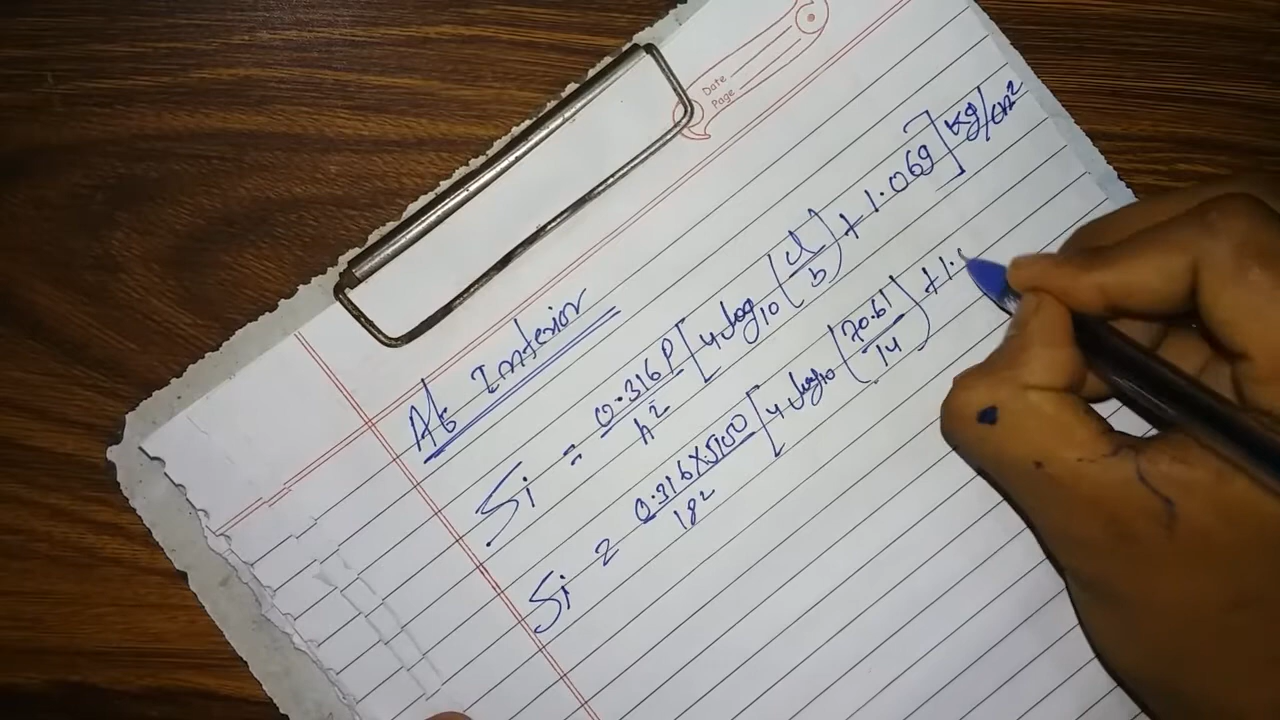 Date
Page
At Interior
Si = 0.316P/h² [4 log10 (l/b) + 1.069] kg/cm²
Si = 0.316×5100/18² [4 log10 (70.61/14) + 1.